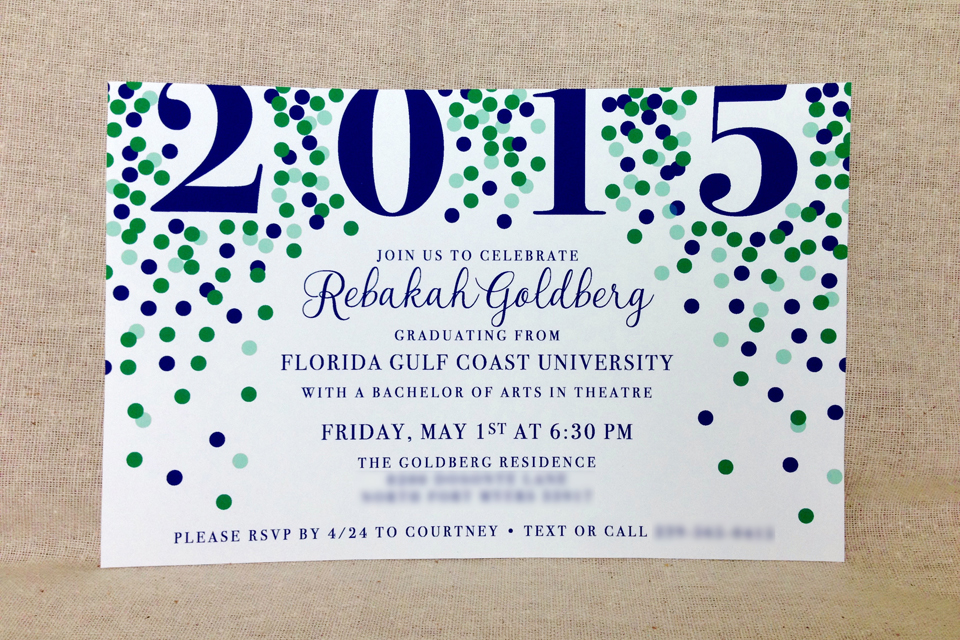 2015
JOIN US TO CELEBRATE
Rebakah Goldberg
GRADUATING FROM
FLORIDA GULF COAST UNIVERSITY
WITH A BACHELOR OF ARTS IN THEATRE
FRIDAY, MAY 1ST AT 6:30 PM
THE GOLDBERG RESIDENCE
PLEASE RSVP BY 4/24 TO COURTNEY • TEXT OR CALL